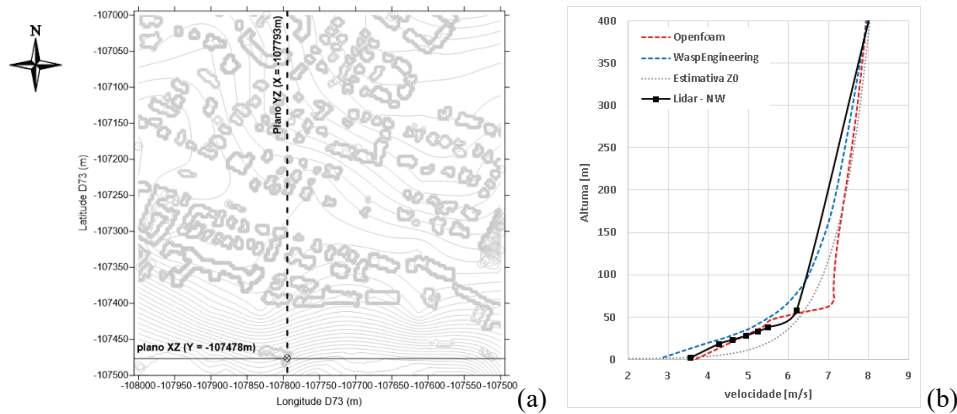 N
-107000
-107050
-107100
-107150
-107200
-107250
-107300
-107350
-107400
-107450
-107500
Latitude D73 (m)
Plano YZ (X = -107793m)
plano XZ (Y = -107478m)
-108000 -107950 -107900 -107850 -107800 -107750 -107700 -107650 -107600 -107550 -107500
Longitude D73 (m)
(a)
400
350
300
250
200
150
100
50
0
Altura [m]
Openfoam
WaspEngineering
Estimativa Z0
Lidar - NW
2 3 4 5 6 7 8 9
velocidade [m/s]
(b)